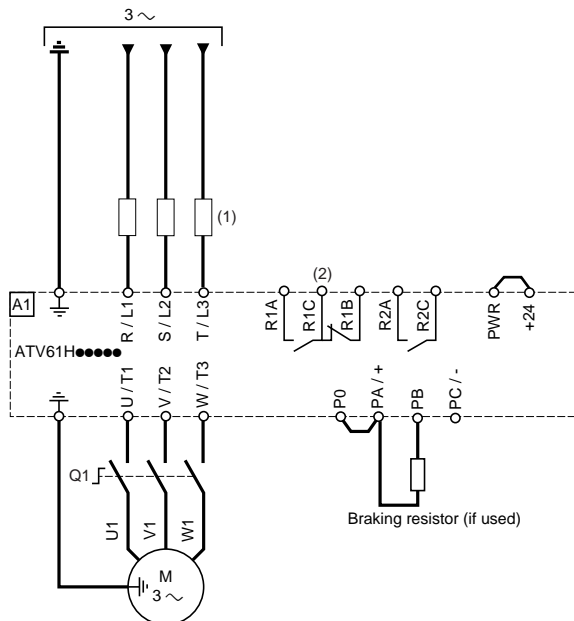 3 ~
(1)
(2)
A1
R / L1
S / L2
T / L3
R1A
R1C
R1B
R2A
R2C
PWR
+24
ATV61H●●●●●
U / T1
V / T2
W / T3
P0
PA / +
PB
PC / -
Q1
U1
V1
W1
Braking resistor (if used)
M
3 ~